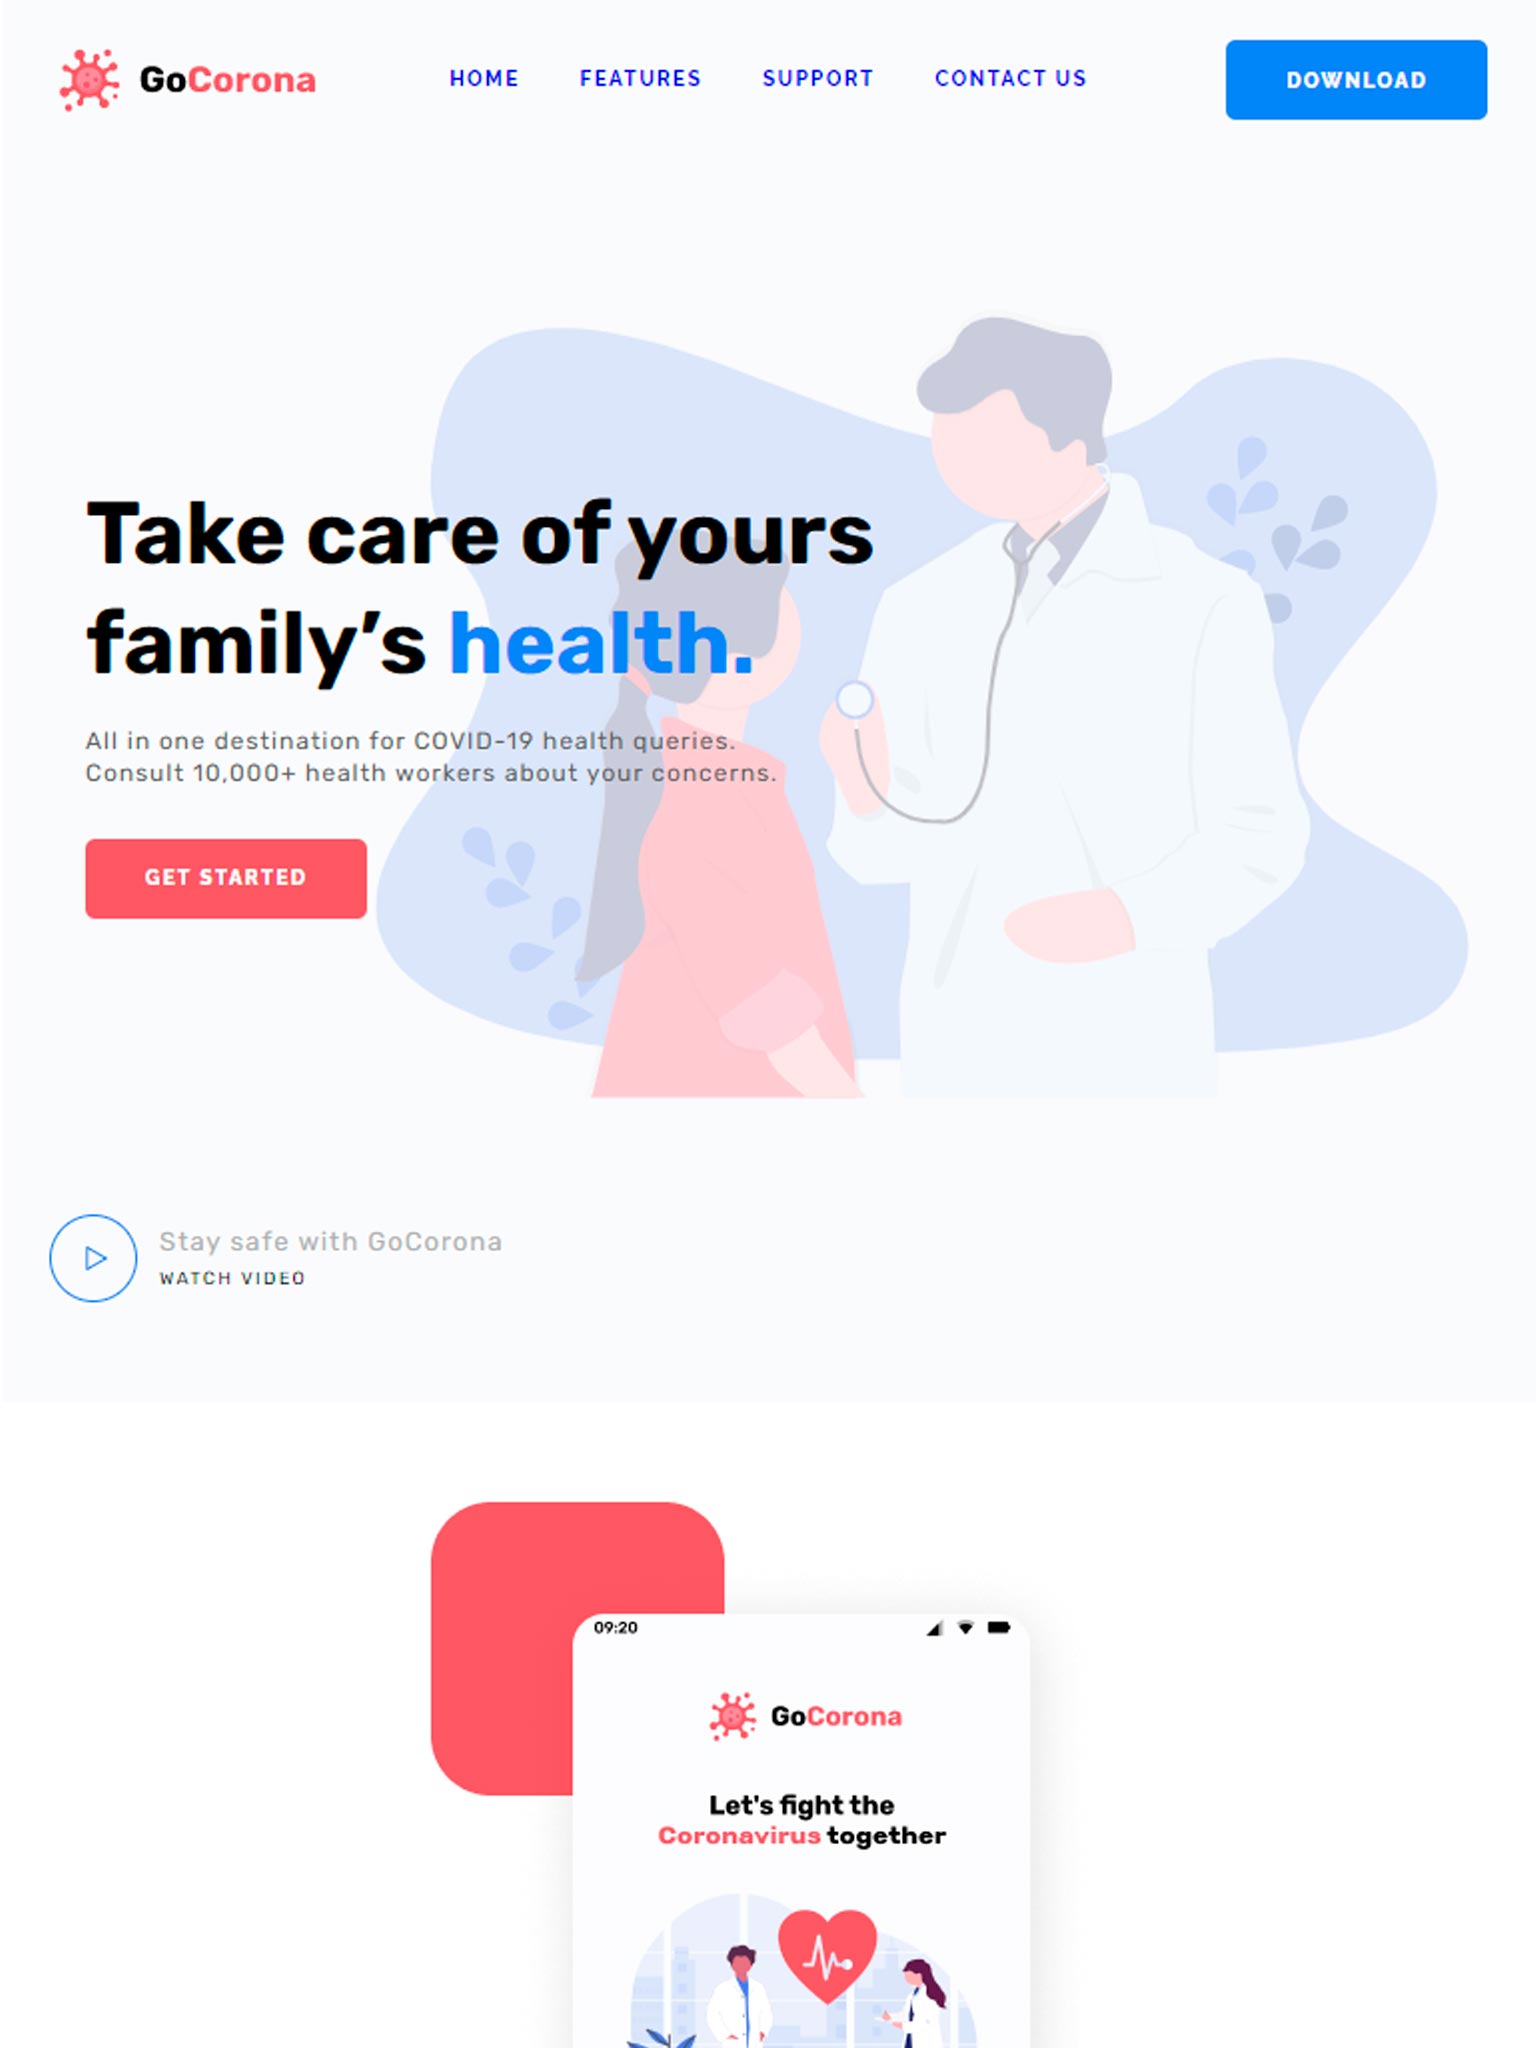 GoCorona
HOME FEATURES SUPPORT CONTACT US
DOWNLOAD
Take care of yours
family’s health.
All in one destination for COVID-19 health queries.
Consult 10,000+ health workers about your concerns.
GET STARTED
Stay safe with GoCorona
WATCH VIDEO
09:20
GoCorona
Let's fight the
Coronavirus together